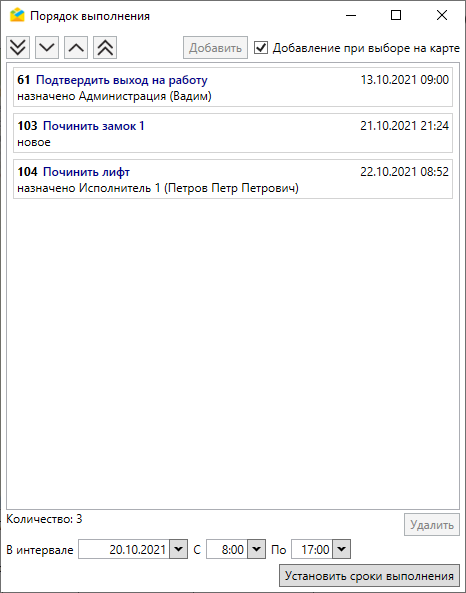 Порядок выполнения
Добавить
Добавление при выборе на карте
61 Подтвердить выход на работу 13.10.2021 09:00
назначено Администрация (Вадим)
103 Починить замок 1 21.10.2021 21:24
новое
104 Починить лифт 22.10.2021 08:52
назначено Исполнитель 1 (Петров Петр Петрович)
Количество: 3
Удалить
В интервале 20.10.2021 С 8:00 По 17:00
Установить сроки выполнения